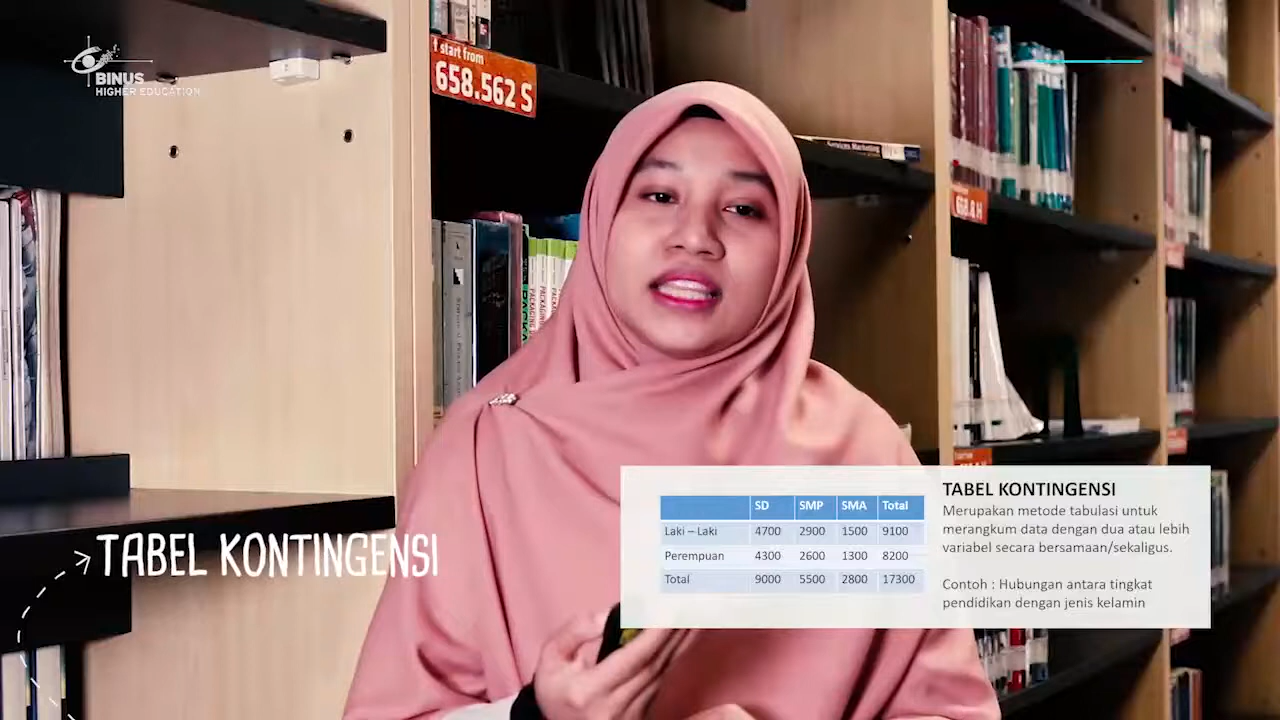 BINUS
HIGHER EDUCATION
start from
658.562 S
Services Marketing
TABEL KONTINGENSI
SD SMP SMA Total
Laki – Laki 4700 2900 1500 9100
Perempuan 4300 2600 1300 8200
Total 9000 5500 2800 17300
TABEL KONTINGENSI
Merupakan metode tabulasi untuk
merangkum data dengan dua atau lebih
variabel secara bersamaan/sekaligus.
Contoh : Hubungan antara tingkat
pendidikan dengan jenis kelamin